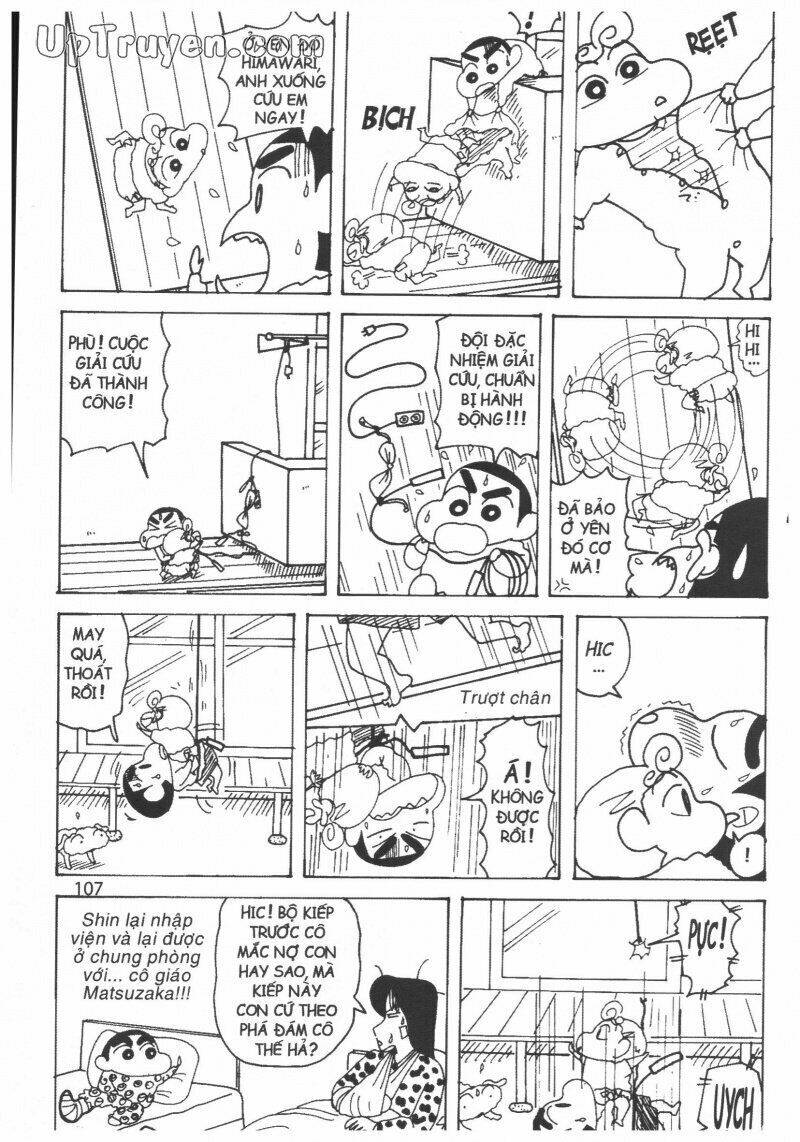 UpTruyen.com
RẸẸT
BỊCH
Ở YÊN ĐÓ
HIMAWARI,
ANH XUỐNG
CỨU EM
NGAY!
HI
HI
...
ĐÃ BẢO
Ở YÊN
ĐÓ CƠ
MÀ!
ĐỘI ĐẶC
NHIỆM GIẢI
CỨU, CHUẨN
BỊ HÀNH
ĐỘNG!!!
PHÙ! CUỘC
GIẢI CỨU
ĐÃ THÀNH
CÔNG!
HIC
...
!
Trượt chân
Á!
KHÔNG
ĐƯỢC
RỒI!
MAY
QUÁ,
THOÁT
RỒI!
PỰC!
UỴCH
HIC! BỘ KIẾP
TRƯỚC CÔ
MẮC NỢ CON
HAY SAO, MÀ
KIẾP NÀY
CON CỨ THEO
PHÁ ĐÁM CÔ
THẾ HẢ?
Shin lại nhập
viện và lại được
ở chung phòng
với... cô giáo
Matsuzaka!!!
107